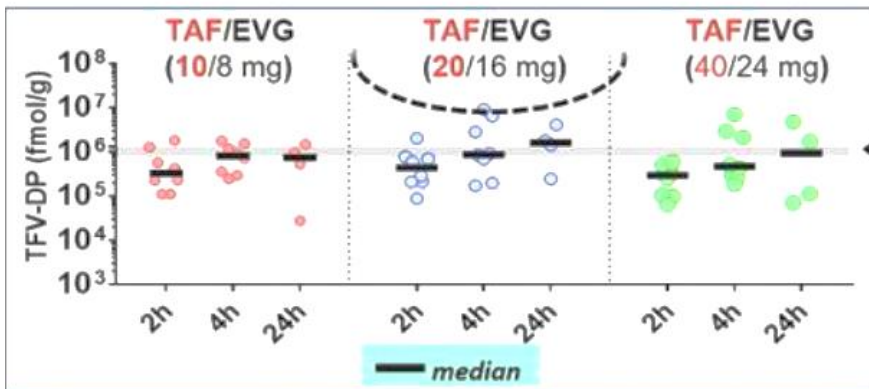 TAF/EVG
(10/8 mg)
TAF/EVG
(20/16 mg)
TAF/EVG
(40/24 mg)
TFV-DP (fmol/g)
10⁸
10⁷
10⁶
10⁵
10⁴
10³
2h
4h
24h
2h
4h
24h
2h
4h
24h
median